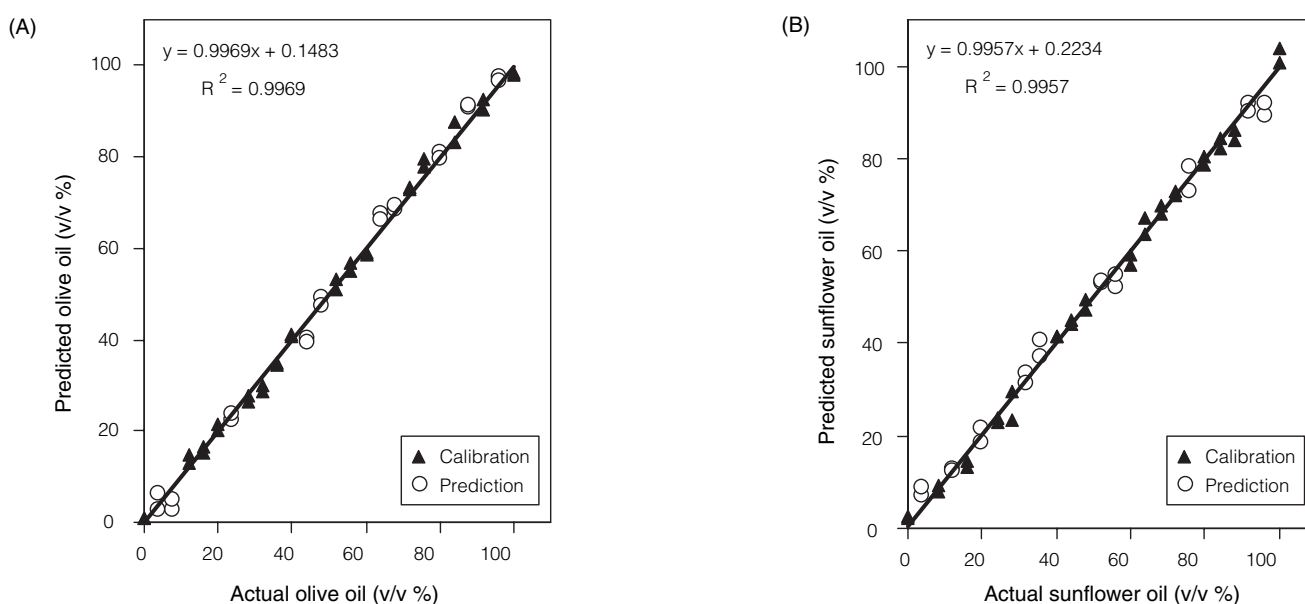 (A)
y = 0.9969x + 0.1483
R 2 = 0.9969
100
80
60
40
20
0
0 20 40 60 80 100
Predicted olive oil (v/v %)
Actual olive oil (v/v %)
Calibration
Prediction
(B)
y = 0.9957x + 0.2234
R 2 = 0.9957
100
80
60
40
20
0
0 20 40 60 80 100
Predicted sunflower oil (v/v %)
Actual sunflower oil (v/v %)
Calibration
Prediction